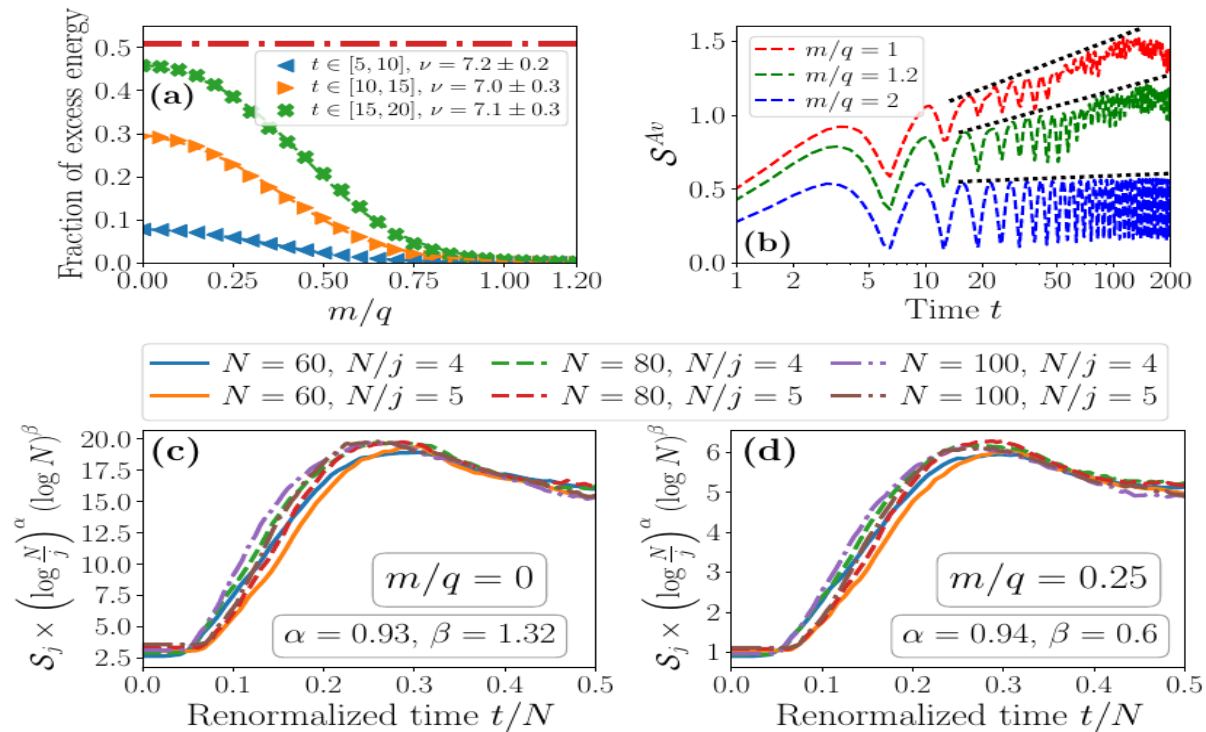 Fraction of excess energy
0.5
0.4
0.3
0.2
0.1
0.0
(a)
t ∈ [5, 10], ν = 7.2 ± 0.2
t ∈ [10, 15], ν = 7.0 ± 0.3
t ∈ [15, 20], ν = 7.1 ± 0.3
0.00 0.25 0.50 0.75 1.00 1.20
m/q
𝒮^{Av}
1.5
1.0
0.5
0.0
m/q = 1
m/q = 1.2
m/q = 2
(b)
1 2 5 10 20 50 100 200
Time t
N = 60, N/j = 4 N = 80, N/j = 4 N = 100, N/j = 4
N = 60, N/j = 5 N = 80, N/j = 5 N = 100, N/j = 5
𝒮_j × (log N/j)^α (log N)^β
20.0
17.5
15.0
12.5
10.0
7.5
5.0
2.5
(c)
m/q = 0
α = 0.93, β = 1.32
0.0 0.1 0.2 0.3 0.4 0.5
Renormalized time t/N
𝒮_j × (log N/j)^α (log N)^β
6
5
4
3
2
1
(d)
m/q = 0.25
α = 0.94, β = 0.6
0.0 0.1 0.2 0.3 0.4 0.5
Renormalized time t/N